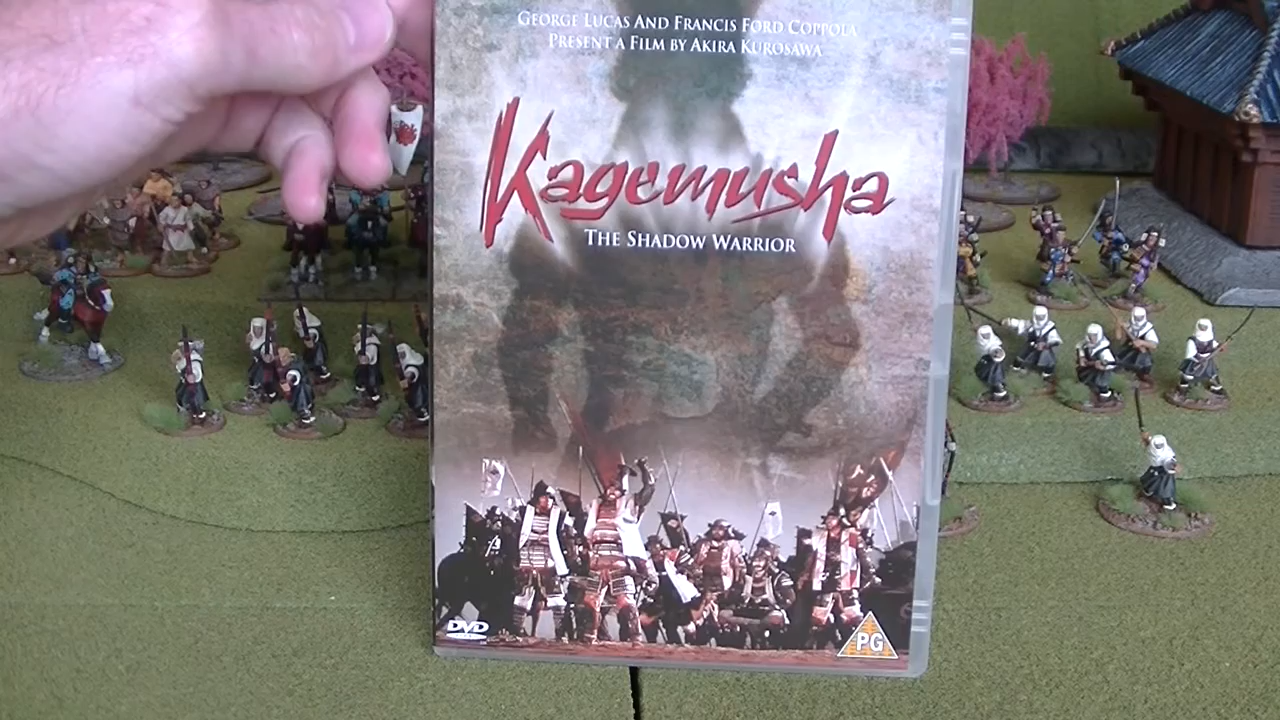 George Lucas And Francis Ford Coppola
Present a Film by Akira Kurosawa
Kagemusha
The Shadow Warrior
DVD
PG